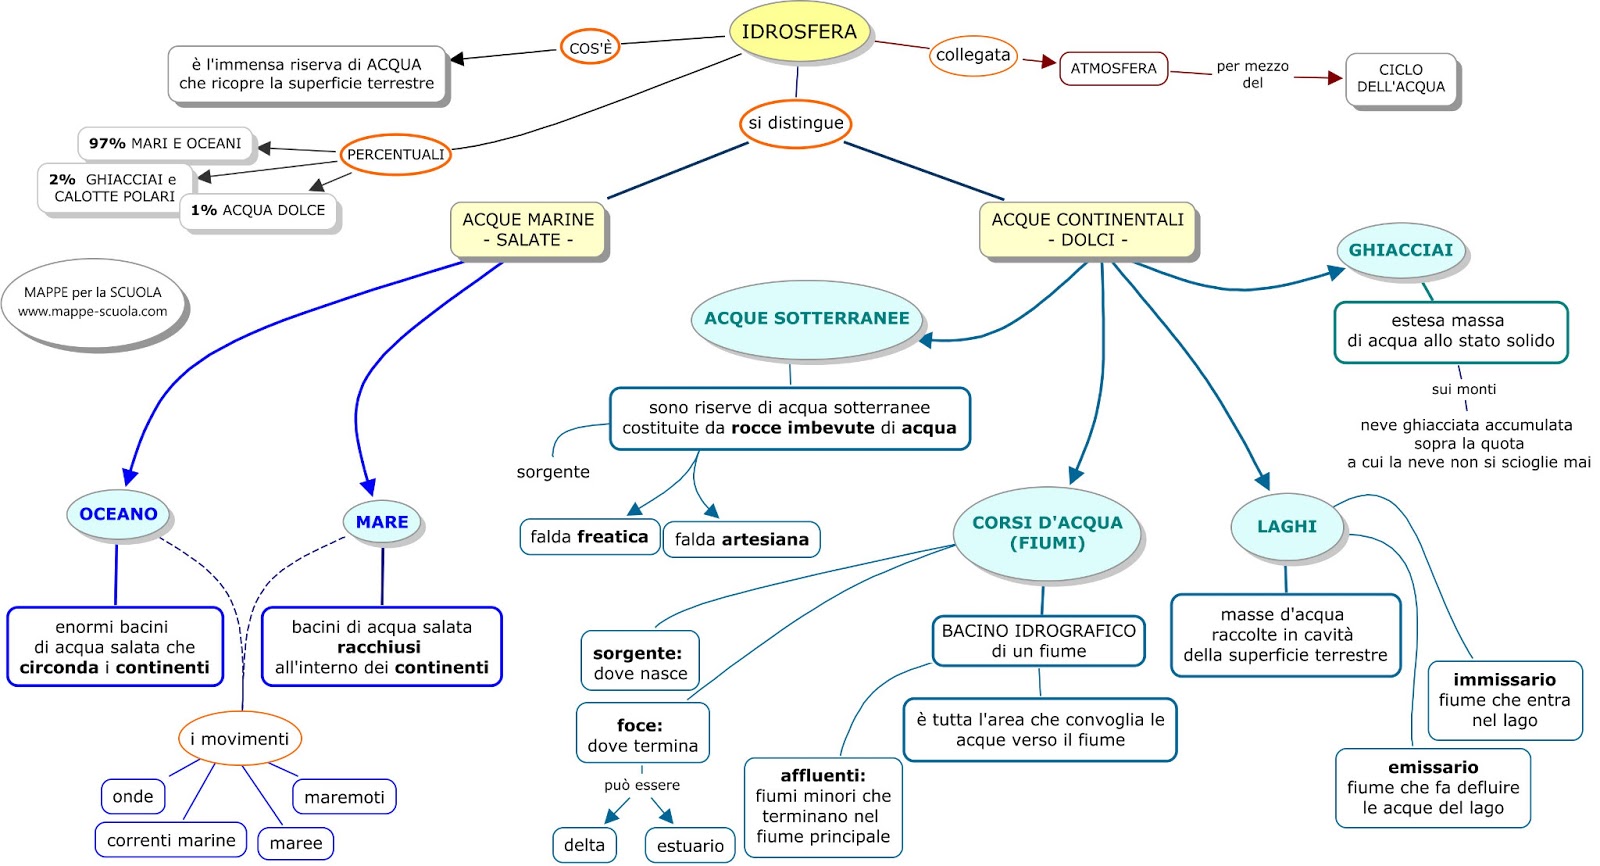 IDROSFERA
COS'È
è l'immensa riserva di ACQUA
che ricopre la superficie terrestre
collegata
ATMOSFERA
per mezzo
del
CICLO
DELL'ACQUA
si distingue
PERCENTUALI
97% MARI E OCEANI
2% GHIACCIAI e
CALOTTE POLARI
1% ACQUA DOLCE
ACQUE MARINE
- SALATE -
ACQUE CONTINENTALI
- DOLCI -
MAPPE per la SCUOLA
www.mappe-scuola.com
OCEANO
enormi bacini
di acqua salata che
circonda i continenti
MARE
bacini di acqua salata
racchiusi
all'interno dei continenti
i movimenti
onde
correnti marine
maree
maremoti
ACQUE SOTTERRANEE
sono riserve di acqua sotterranee
costituite da rocce imbevute di acqua
sorgente
falda freatica
falda artesiana
CORSI D'ACQUA
(FIUMI)
sorgente:
dove nasce
foce:
dove termina
può essere
delta
estuario
BACINO IDROGRAFICO
di un fiume
è tutta l'area che convoglia le
acque verso il fiume
affluenti:
fiumi minori che
terminano nel
fiume principale
LAGHI
masse d'acqua
raccolte in cavità
della superficie terrestre
immissario
fiume che entra
nel lago
emissario
fiume che fa defluire
le acque del lago
GHIACCIAI
estesa massa
di acqua allo stato solido
sui monti
neve ghiacciata accumulata
sopra la quota
a cui la neve non si scioglie mai